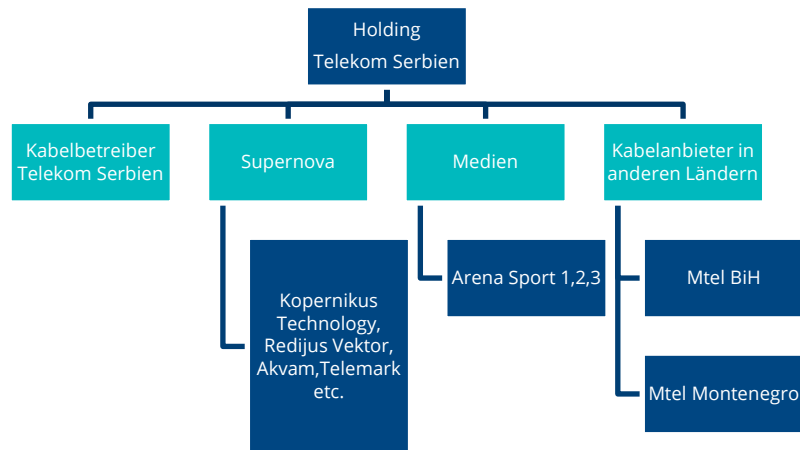 Holding
Telekom Serbien
Kabelbetreiber
Telekom Serbien
Supernova
Medien
Kabelanbieter in
anderen Ländern
Kopernikus
Technology,
Redijus Vektor,
Akvam,Telemark
etc.
Arena Sport 1,2,3
Mtel BiH
Mtel Montenegro